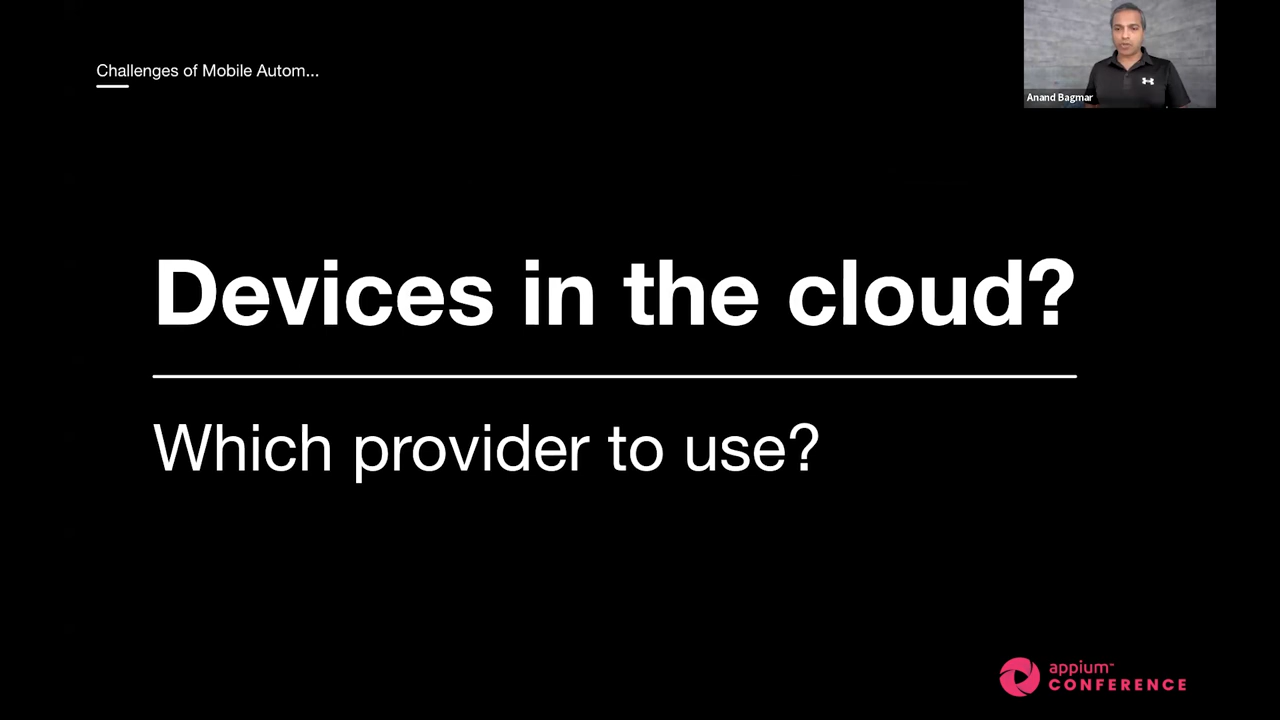 Challenges of Mobile Autom...
Anand Bagmar
Devices in the cloud?
Which provider to use?
appium
CONFERENCE